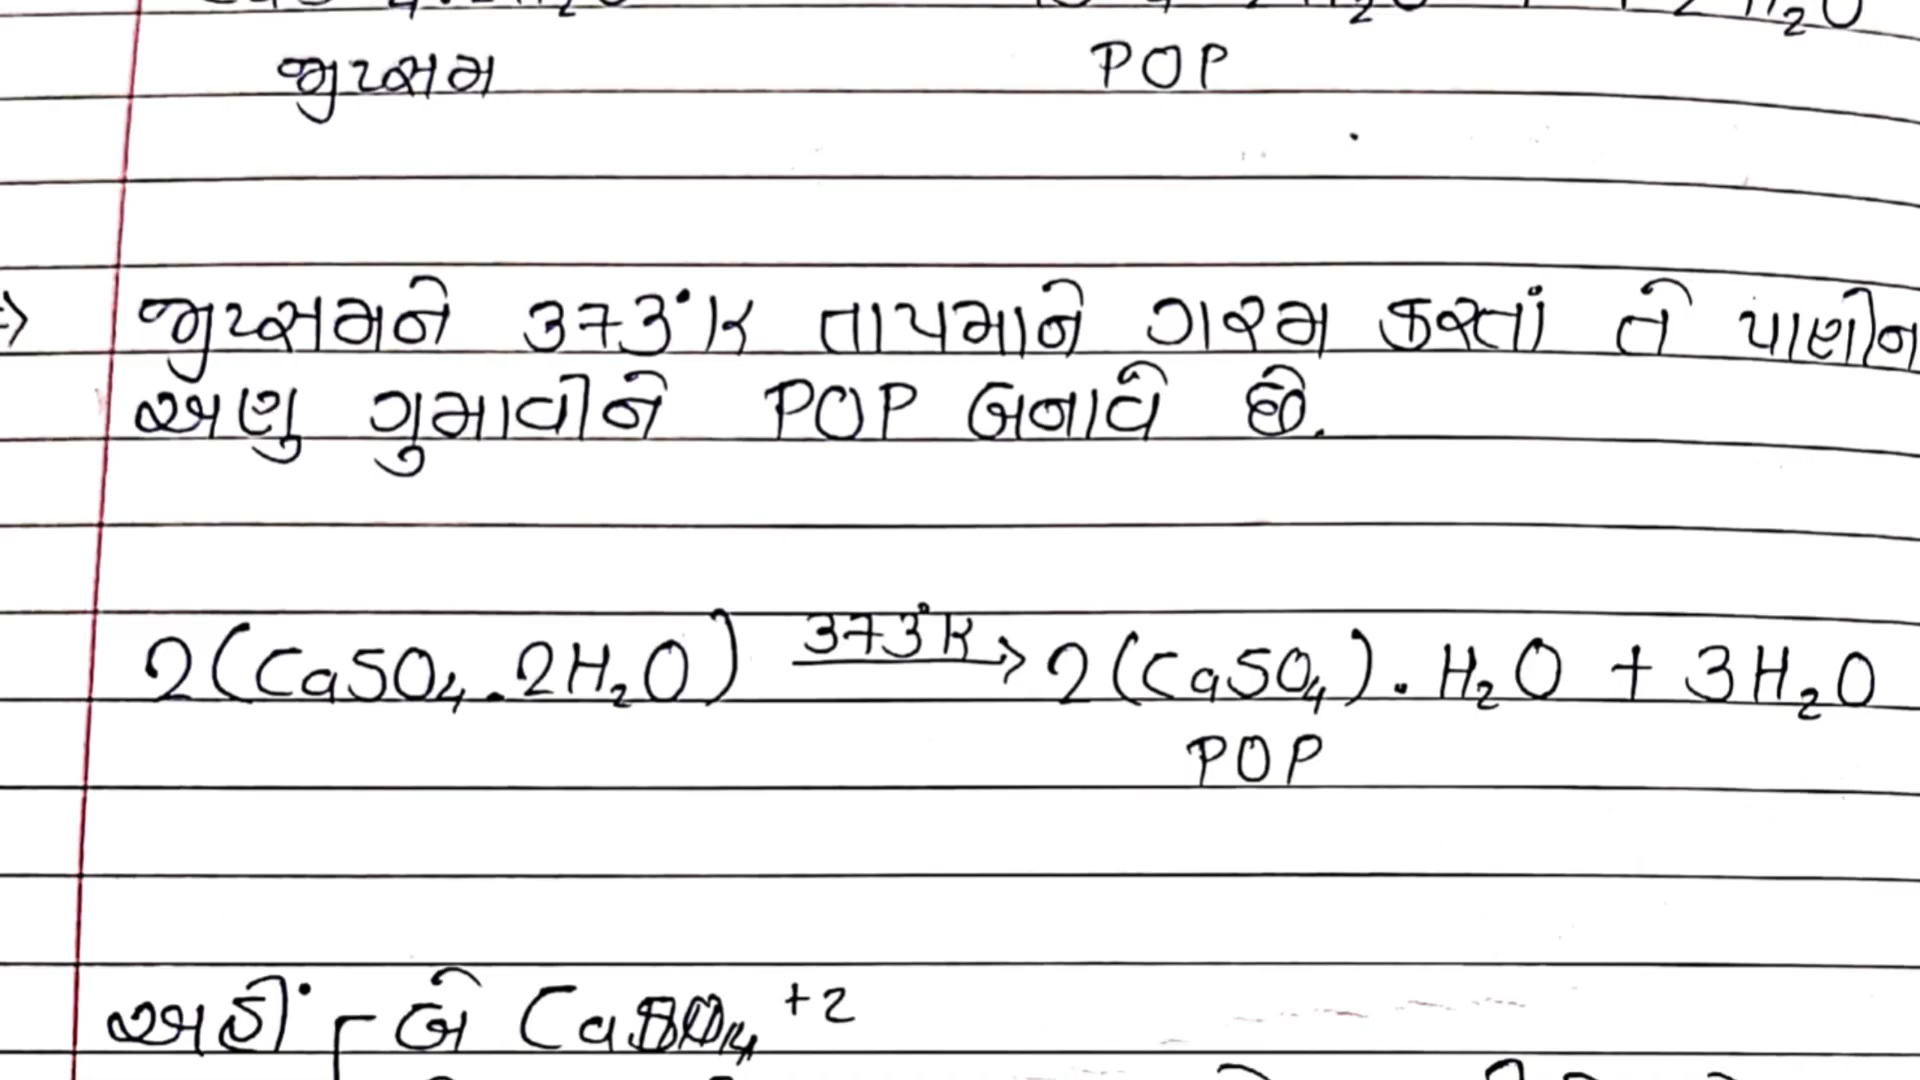 જીપ્સમ POP
⇒ જીપ્સમને 373°K તાપમાને ગરમ કરતાં તે પાણીન
અણુ ગુમાવીને POP બનાવે છે.
2(CaSO₄.2H₂O) 373°K → 2(CaSO₄).H₂O + 3H₂O
POP
અહીં બે Ca +2